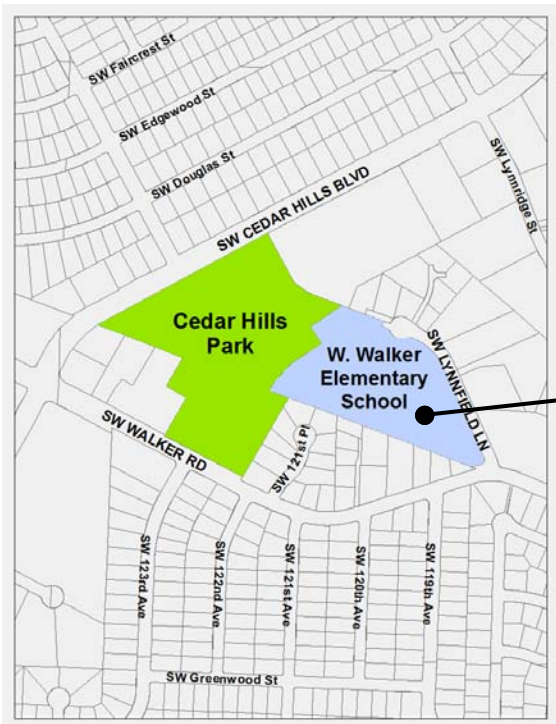 SW Faircrest St
SW Edgewood St
SW Douglas St
SW Lynnridge St
SW CEDAR HILLS BLVD
Cedar Hills
Park
W. Walker
Elementary
School
SW LYNNFIELD LN
SW WALKER RD
SW 121st Pl
SW 123rd Ave
SW 122nd Ave
SW 121st Ave
SW 120th Ave
SW 119th Ave
SW Greenwood St